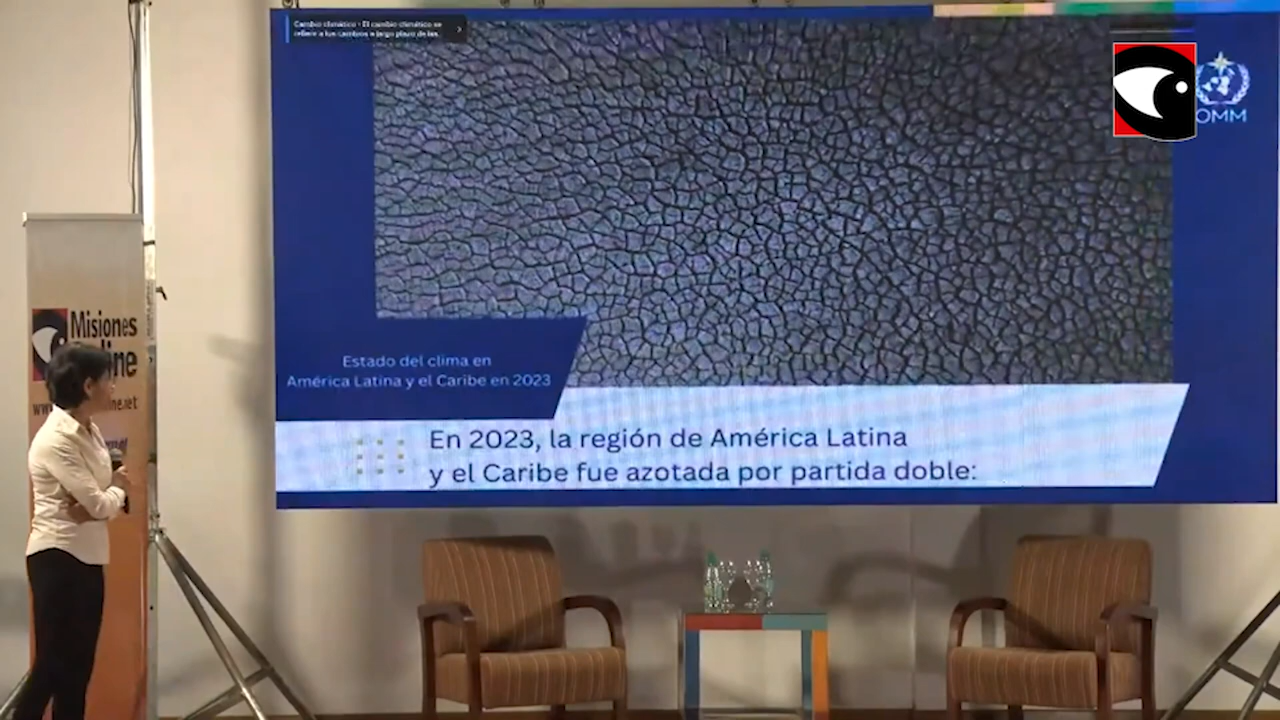 Cambio climático • El cambio climático se
refiere a los cambios a largo plazo de las
OMM
Misiones
www
Estado del clima en
América Latina y el Caribe en 2023
En 2023, la región de América Latina
y el Caribe fue azotada por partida doble: